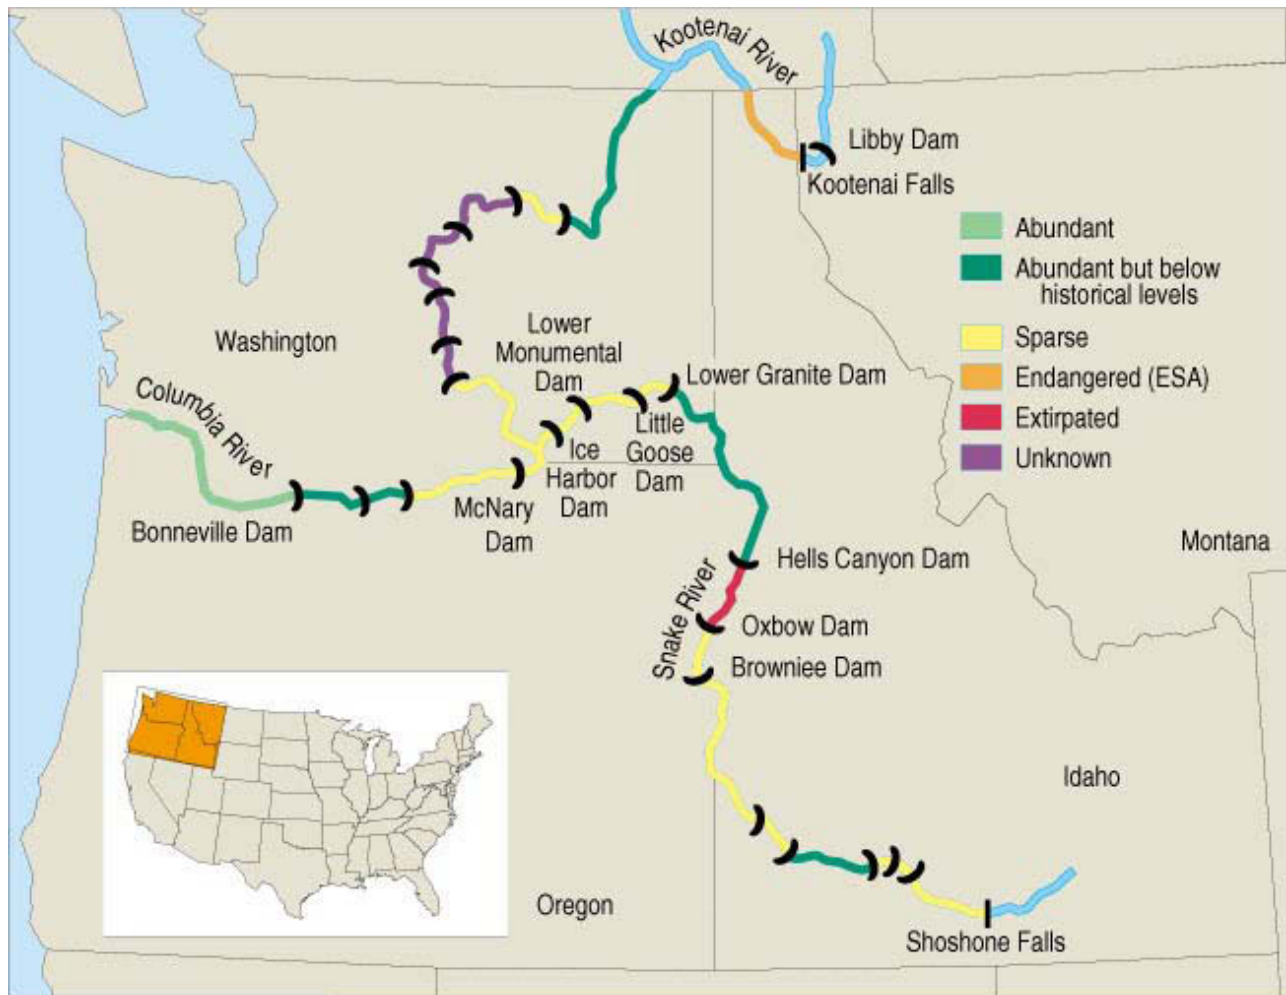 Kootenai River
Libby Dam
Kootenai Falls
Abundant
Abundant but below
historical levels
Sparse
Endangered (ESA)
Extirpated
Unknown
Washington
Lower
Monumental
Dam
Lower Granite Dam
Columbia River
Ice
Harbor
Dam
Little
Goose
Dam
McNary
Dam
Bonneville Dam
Hells Canyon Dam
Montana
Snake River
Oxbow Dam
Browniee Dam
Idaho
Oregon
Shoshone Falls